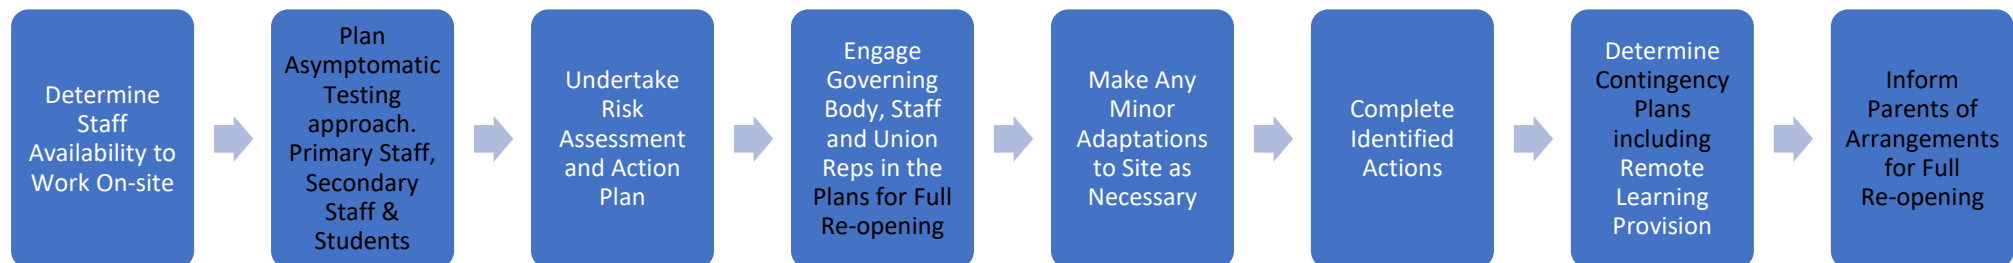 Determine
Staff
Availability to
Work On-site
Plan
Asymptomatic
Testing
approach.
Primary Staff,
Secondary
Staff &
Students
Undertake
Risk
Assessment
and Action
Plan
Engage
Governing
Body, Staff
and Union
Reps in the
Plans for Full
Re-opening
Make Any
Minor
Adaptations
to Site as
Necessary
Complete
Identified
Actions
Determine
Contingency
Plans
including
Remote
Learning
Provision
Inform
Parents of
Arrangements
for Full
Re-opening